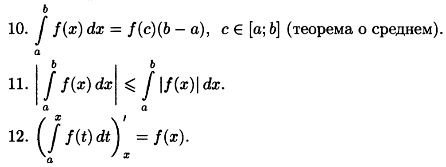 10. ∫_a^b f(x) dx = f(c)(b − a), c ∈ [a; b] (теорема о среднем).
11. |∫_a^b f(x) dx| ⩽ ∫_a^b |f(x)| dx.
12. (∫_a^x f(t) dt)′_x = f(x).